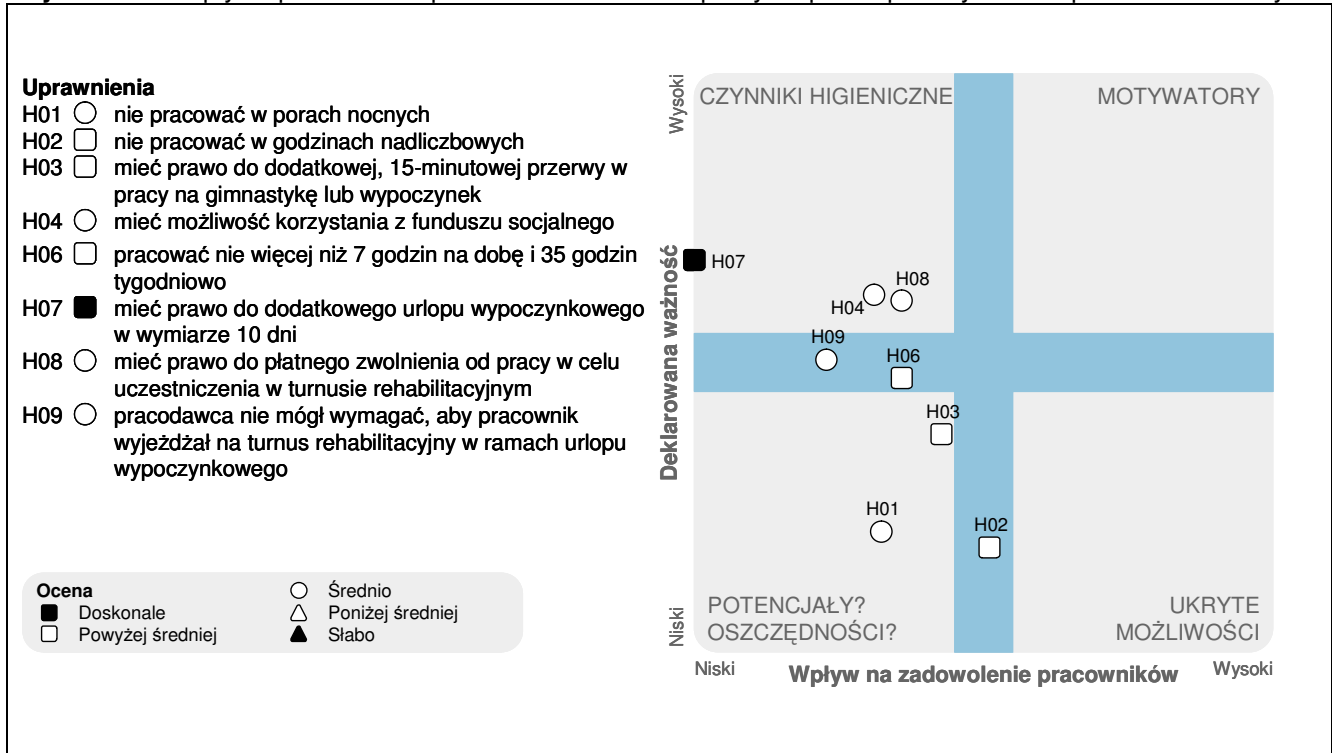 Uprawnienia
H01 nie pracować w porach nocnych
H02 nie pracować w godzinach nadliczbowych
H03 mieć prawo do dodatkowej, 15-minutowej przerwy w
pracy na gimnastykę lub wypoczynek
H04 mieć możliwość korzystania z funduszu socjalnego
H06 pracować nie więcej niż 7 godzin na dobę i 35 godzin
tygodniowo
H07 mieć prawo do dodatkowego urlopu wypoczynkowego
w wymiarze 10 dni
H08 mieć prawo do płatnego zwolnienia od pracy w celu
uczestniczenia w turnusie rehabilitacyjnym
H09 pracodawca nie mógł wymagać, aby pracownik
wyjeżdżał na turnus rehabilitacyjny w ramach urlopu
wypoczynkowego
Ocena
Doskonale
Powyżej średniej
Średnio
Poniżej średniej
Słabo
Wysoki
Deklarowana ważność
Niski
CZYNNIKI HIGIENICZNE
MOTYWATORY
H07
H08
H04
H09
H06
H03
H01
H02
POTENCJAŁY?
OSZCZĘDNOŚCI?
UKRYTE
MOŻLIWOŚCI
Niski
Wpływ na zadowolenie pracowników
Wysoki